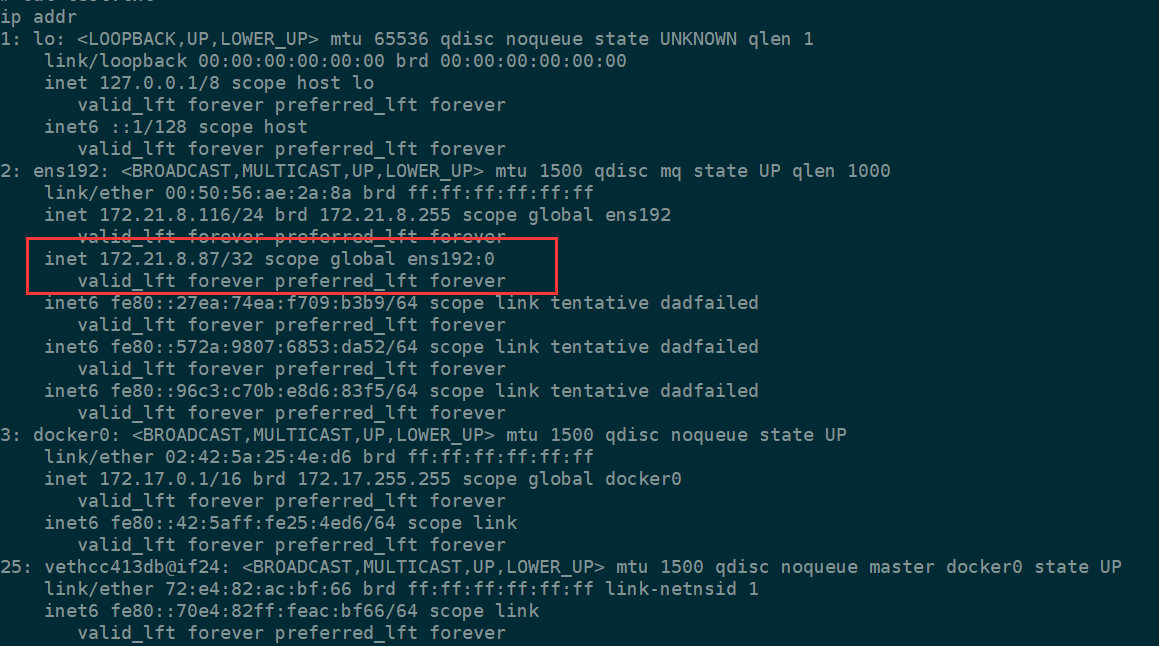 ip addr
1: lo: <LOOPBACK,UP,LOWER_UP> mtu 65536 qdisc noqueue state UNKNOWN qlen 1
    link/loopback 00:00:00:00:00:00 brd 00:00:00:00:00:00
    inet 127.0.0.1/8 scope host lo
       valid_lft forever preferred_lft forever
    inet6 ::1/128 scope host
       valid_lft forever preferred_lft forever
2: ens192: <BROADCAST,MULTICAST,UP,LOWER_UP> mtu 1500 qdisc mq state UP qlen 1000
    link/ether 00:50:56:ae:2a:8a brd ff:ff:ff:ff:ff:ff
    inet 172.21.8.116/24 brd 172.21.8.255 scope global ens192
       valid_lft forever preferred_lft forever
    inet 172.21.8.87/32 scope global ens192:0
       valid_lft forever preferred_lft forever
    inet6 fe80::27ea:74ea:f709:b3b9/64 scope link tentative dadfailed
       valid_lft forever preferred_lft forever
    inet6 fe80::572a:9807:6853:da52/64 scope link tentative dadfailed
       valid_lft forever preferred_lft forever
    inet6 fe80::96c3:c70b:e8d6:83f5/64 scope link tentative dadfailed
       valid_lft forever preferred_lft forever
3: docker0: <BROADCAST,MULTICAST,UP,LOWER_UP> mtu 1500 qdisc noqueue state UP
    link/ether 02:42:5a:25:4e:d6 brd ff:ff:ff:ff:ff:ff
    inet 172.17.0.1/16 brd 172.17.255.255 scope global docker0
       valid_lft forever preferred_lft forever
    inet6 fe80::42:5aff:fe25:4ed6/64 scope link
       valid_lft forever preferred_lft forever
25: vethcc413db@if24: <BROADCAST,MULTICAST,UP,LOWER_UP> mtu 1500 qdisc noqueue master docker0 state UP
    link/ether 72:e4:82:ac:bf:66 brd ff:ff:ff:ff:ff:ff link-netnsid 1
    inet6 fe80::70e4:82ff:feac:bf66/64 scope link
       valid_lft forever preferred_lft forever